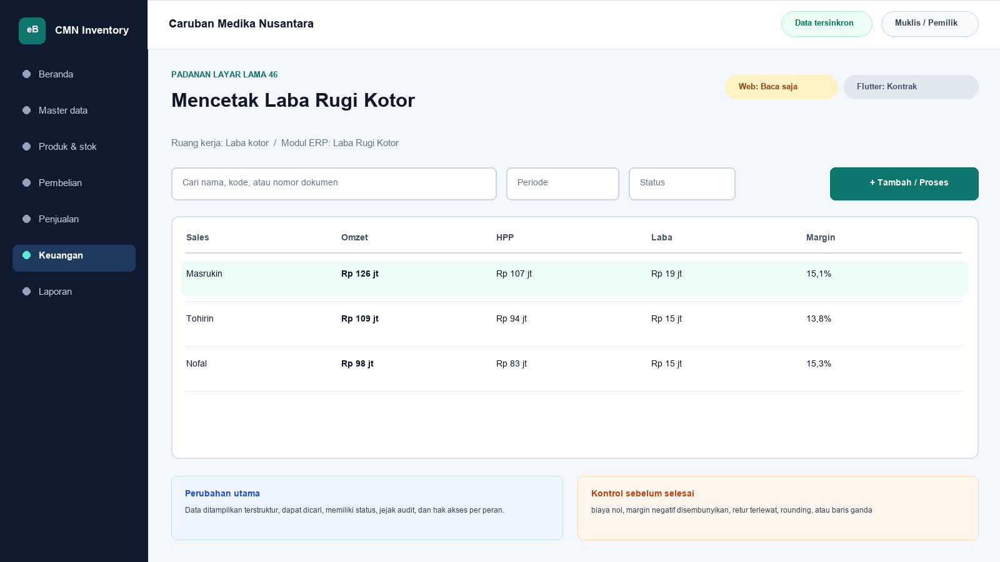 eB
CMN Inventory
Beranda
Master data
Produk & stok
Pembelian
Penjualan
Keuangan
Laporan
Caruban Medika Nusantara
Data tersinkron
Muklis / Pemilik
PADANAN LAYAR LAMA 46
Mencetak Laba Rugi Kotor
Web: Baca saja
Flutter: Kontrak
Ruang kerja: Laba kotor / Modul ERP: Laba Rugi Kotor
Cari nama, kode, atau nomor dokumen
Periode
Status
+ Tambah / Proses
Sales Omzet HPP Laba Margin
Masrukin Rp 126 jt Rp 107 jt Rp 19 jt 15,1%
Tohirin Rp 109 jt Rp 94 jt Rp 15 jt 13,8%
Nofal Rp 98 jt Rp 83 jt Rp 15 jt 15,3%
Perubahan utama
Data ditampilkan terstruktur, dapat dicari, memiliki status, jejak audit, dan hak akses per peran.
Kontrol sebelum selesai
biaya nol, margin negatif disembunyikan, retur terlewat, rounding, atau baris ganda